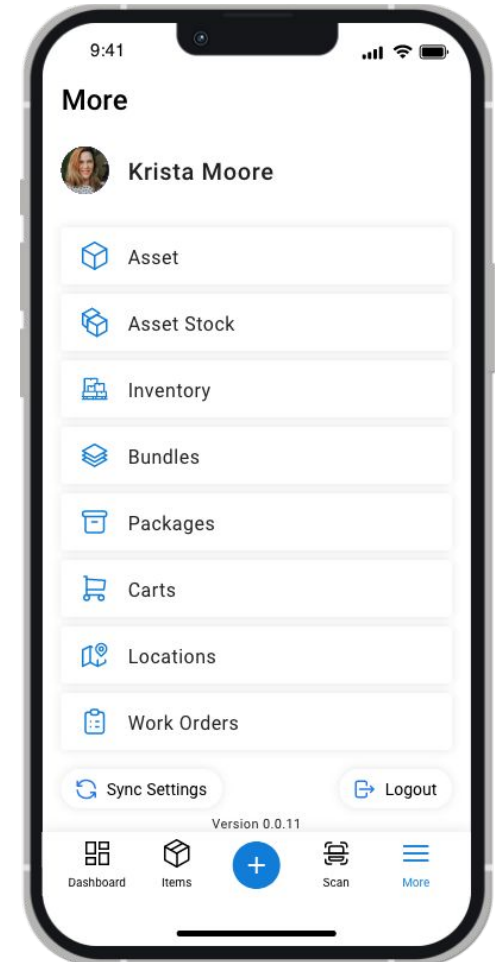 9:41
More
Krista Moore
Asset
Asset Stock
Inventory
Bundles
Packages
Carts
Locations
Work Orders
Sync Settings Logout
Version 0.0.11
Dashboard Items + Scan More